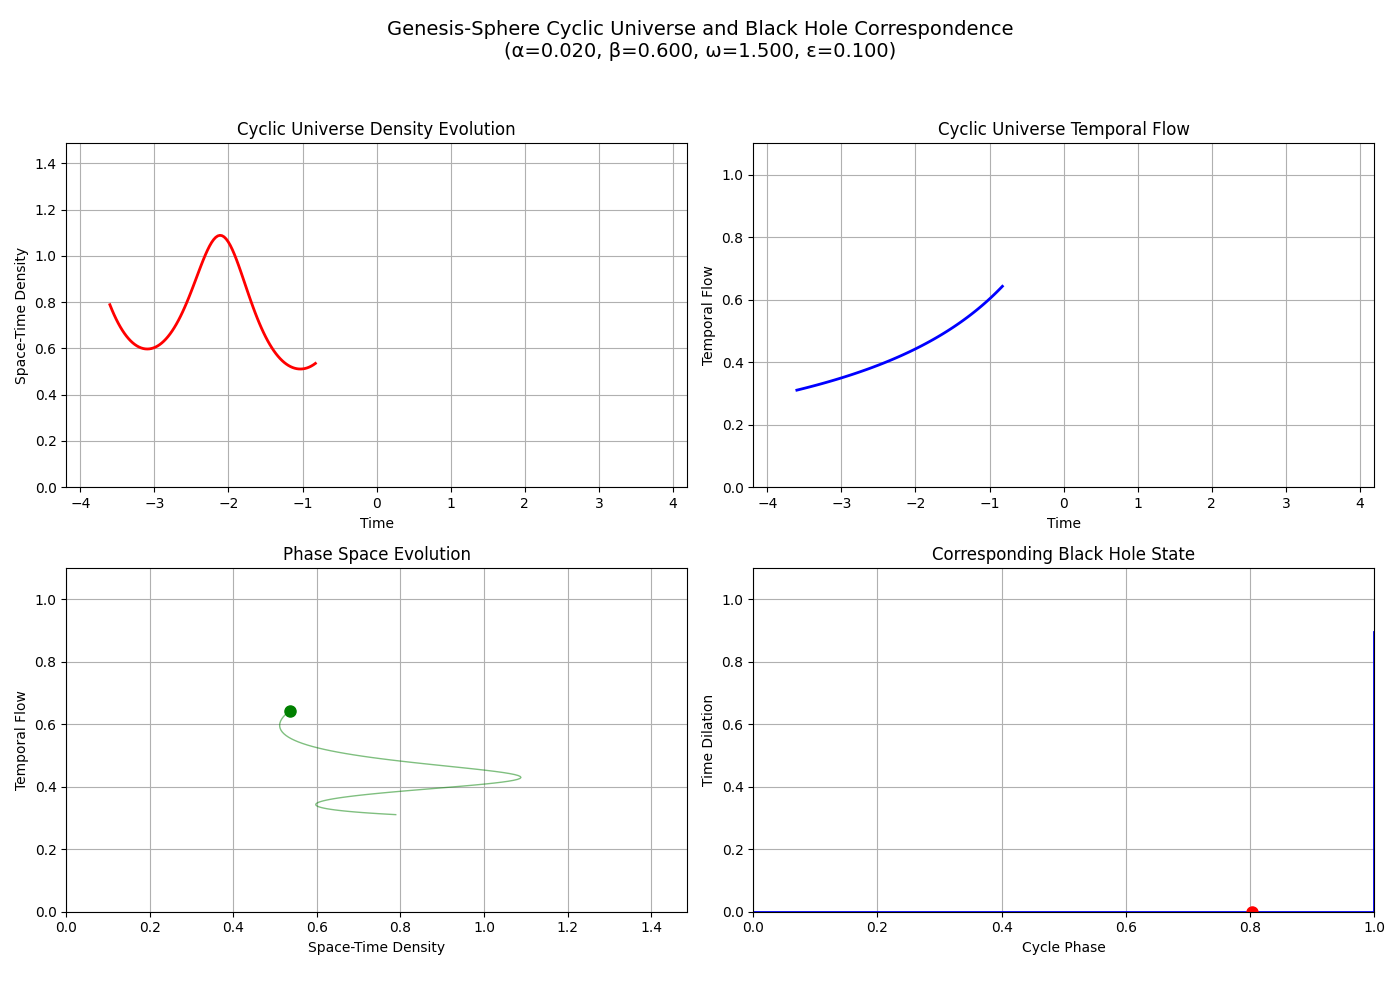 Genesis-Sphere Cyclic Universe and Black Hole Correspondence
(α=0.020, β=0.600, ω=1.500, ε=0.100)
Cyclic Universe Density Evolution
Space-Time Density
1.4
1.2
1.0
0.8
0.6
0.4
0.2
0.0
−4 −3 −2 −1 0 1 2 3 4
Time
Cyclic Universe Temporal Flow
Temporal Flow
1.0
0.8
0.6
0.4
0.2
0.0
−4 −3 −2 −1 0 1 2 3 4
Time
Phase Space Evolution
Temporal Flow
1.0
0.8
0.6
0.4
0.2
0.0
0.0 0.2 0.4 0.6 0.8 1.0 1.2 1.4
Space-Time Density
Corresponding Black Hole State
Time Dilation
1.0
0.8
0.6
0.4
0.2
0.0
0.0 0.2 0.4 0.6 0.8 1.0
Cycle Phase